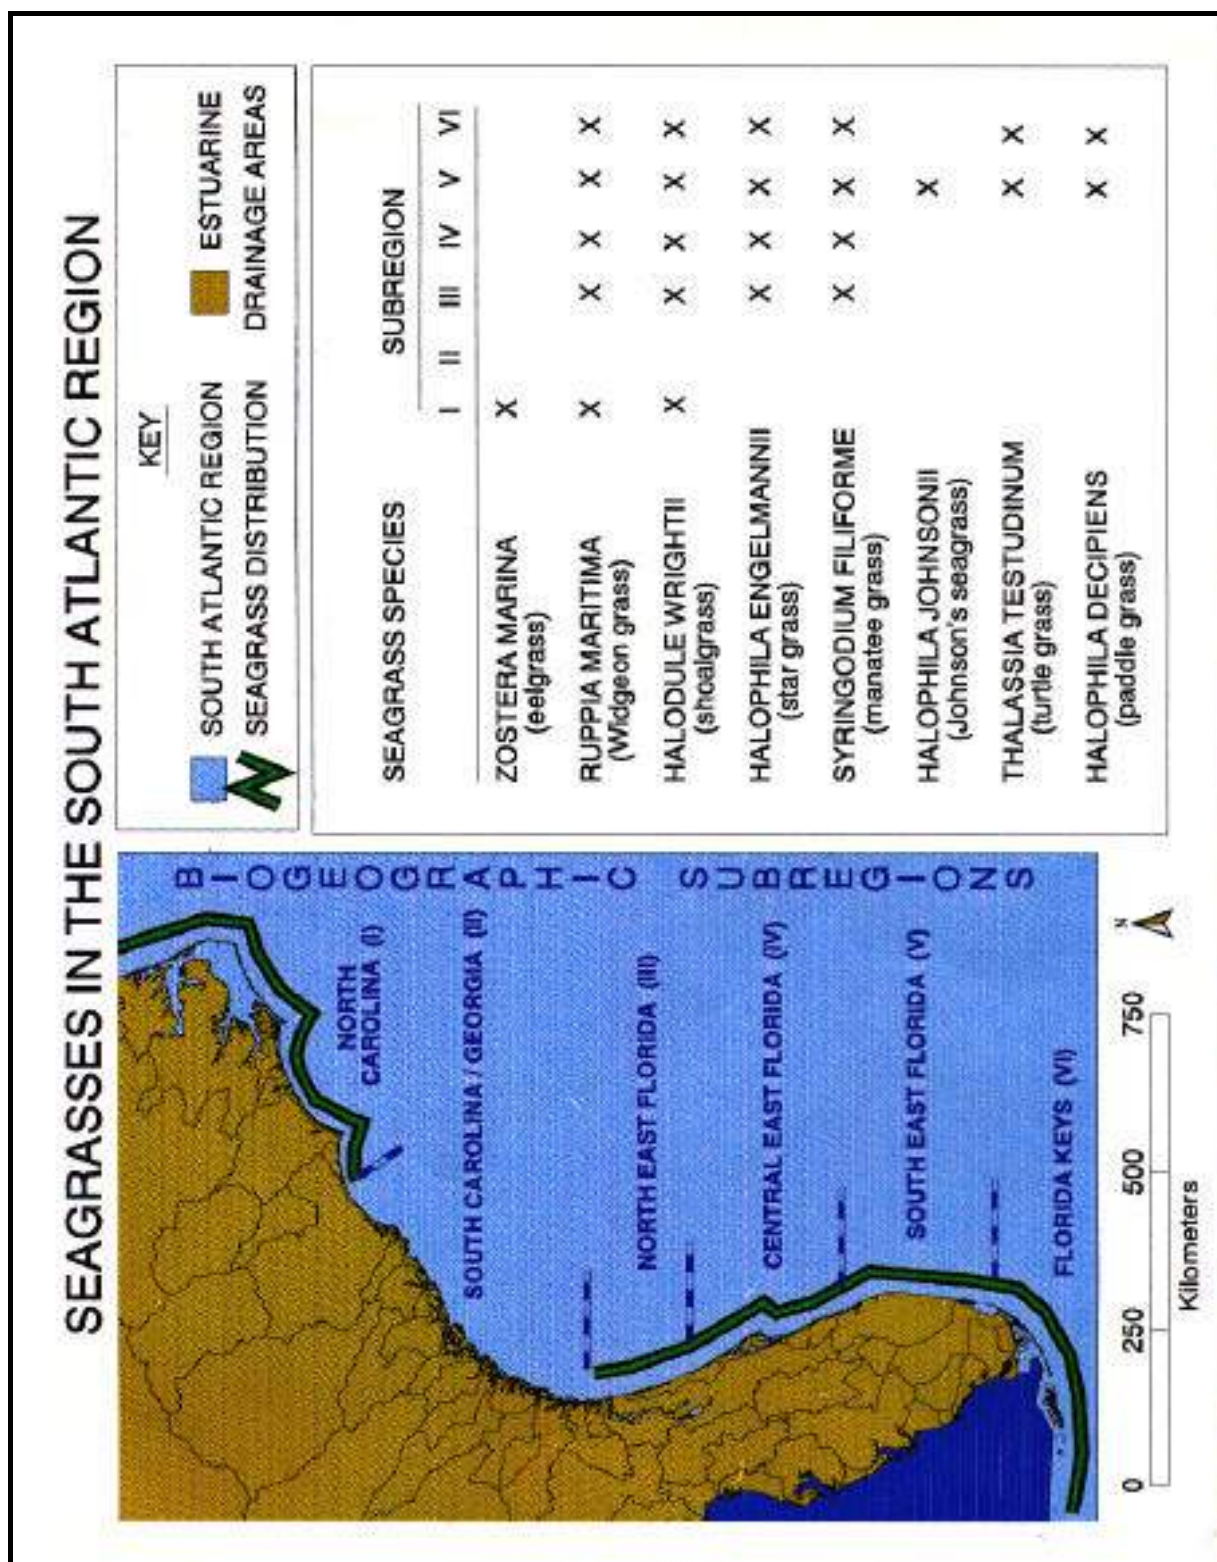 SEAGRASSES IN THE SOUTH ATLANTIC REGION
KEY
SOUTH ATLANTIC REGION
ESTUARINE
SEAGRASS DISTRIBUTION
DRAINAGE AREAS
SEAGRASS SPECIES
SUBREGION
I II III IV V VI
ZOSTERA MARINA X
(eelgrass)
RUPPIA MARITIMA X X X X X
(Widgeon grass)
HALODULE WRIGHTII X X X X X
(shoalgrass)
HALOPHILA ENGELMANNII X X X X
(star grass)
SYRINGODIUM FILIFORME X X X X
(manatee grass)
HALOPHILA JOHNSONII X
(Johnson's seagrass)
THALASSIA TESTUDINUM X X
(turtle grass)
HALOPHILA DECIPIENS X X
(paddle grass)
BIOGEOGRAPHIC SUBREGIONS
NORTH
CAROLINA (I)
SOUTH CAROLINA / GEORGIA (II)
NORTH EAST FLORIDA (III)
CENTRAL EAST FLORIDA (IV)
SOUTH EAST FLORIDA (V)
FLORIDA KEYS (VI)
N
0 250 500 750
Kilometers